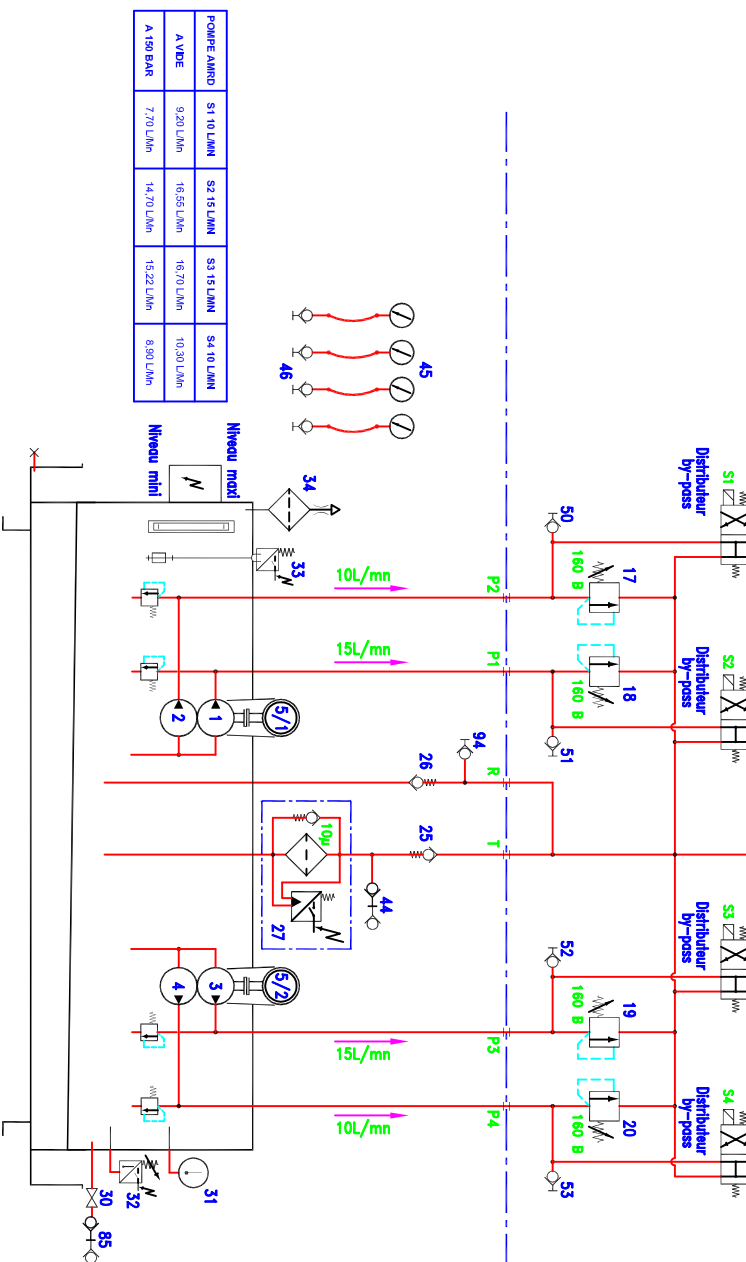 POMPE AMRD S1 10 L/MN S2 15 L/MN S3 15 L/MN S4 10 L/MN
A VIDE 9,20 L/Mn 16,55 L/Mn 16,70 L/Mn 10,30 L/Mn
A 150 BAR 7,70 L/Mn 14,70 L/Mn 15,22 L/Mn 8,90 L/Mn
S1
Distributeur
by-pass
S2
Distributeur
by-pass
S3
Distributeur
by-pass
S4
Distributeur
by-pass
50
17
160 B
18
160 B
51
52
19
160 B
20
160 B
53
P2
P1
R
T
P3
P4
94
26
25
44
10µ
27
45
46
10L/mn
15L/mn
15L/mn
10L/mn
34
33
Niveau maxi
Niveau mini
5/1
1
2
5/2
3
4
31
32
30
85